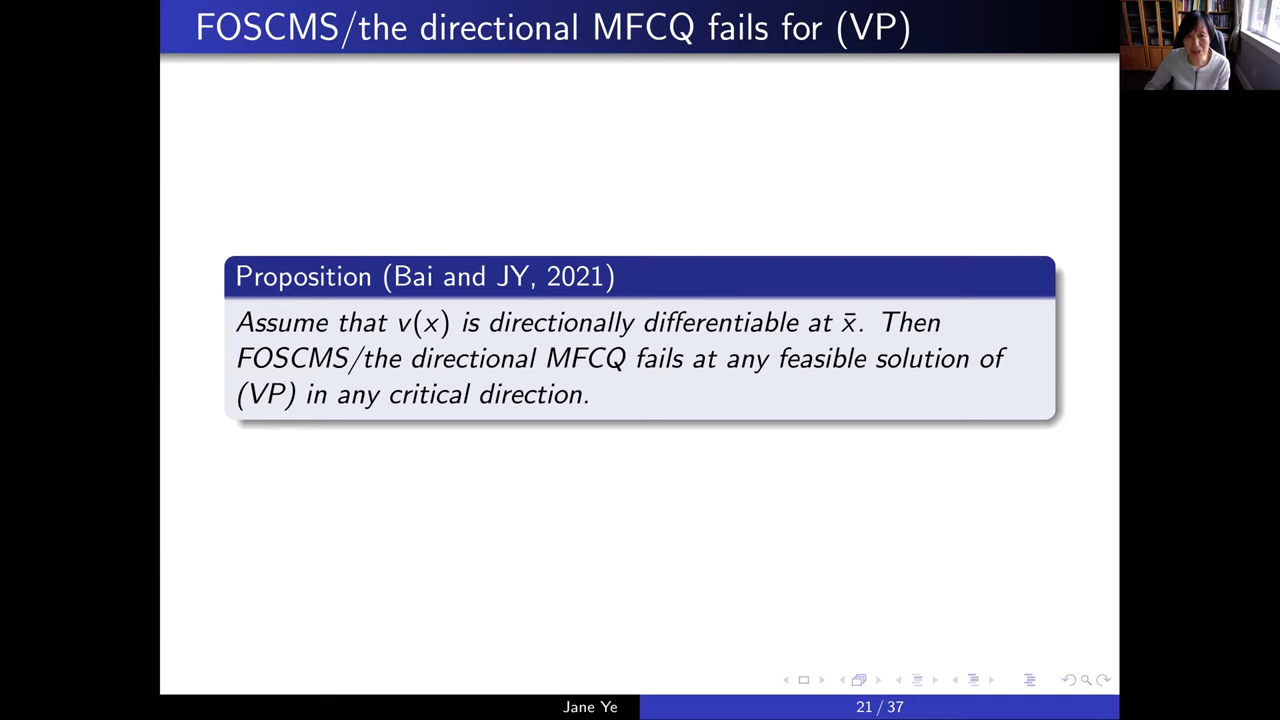 FOSCMS/the directional MFCQ fails for (VP)
Proposition (Bai and JY, 2021)
Assume that v(x) is directionally differentiable at x̄. Then
FOSCMS/the directional MFCQ fails at any feasible solution of
(VP) in any critical direction.
Jane Ye
21 / 37